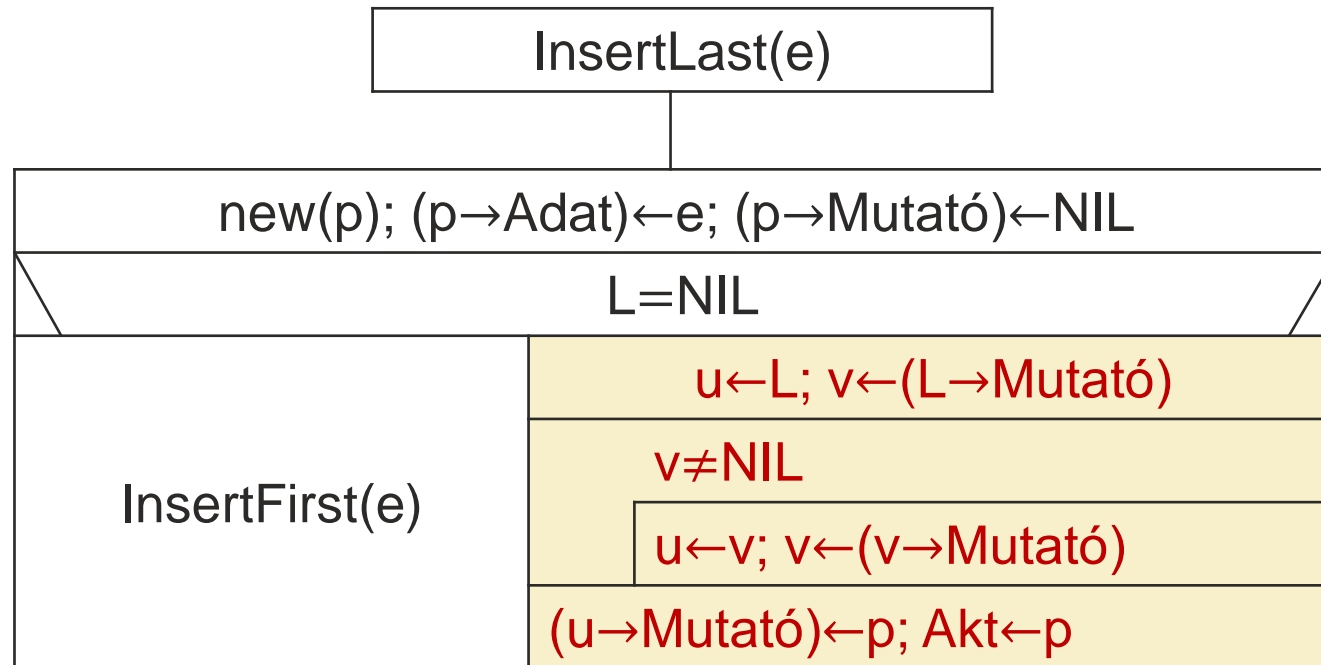 InsertLast(e)
new(p); (p→Adat)←e; (p→Mutató)←NIL
L=NIL
u←L; v←(L→Mutató)
v≠NIL
InsertFirst(e)
u←v; v←(v→Mutató)
(u→Mutató)←p; Akt←p